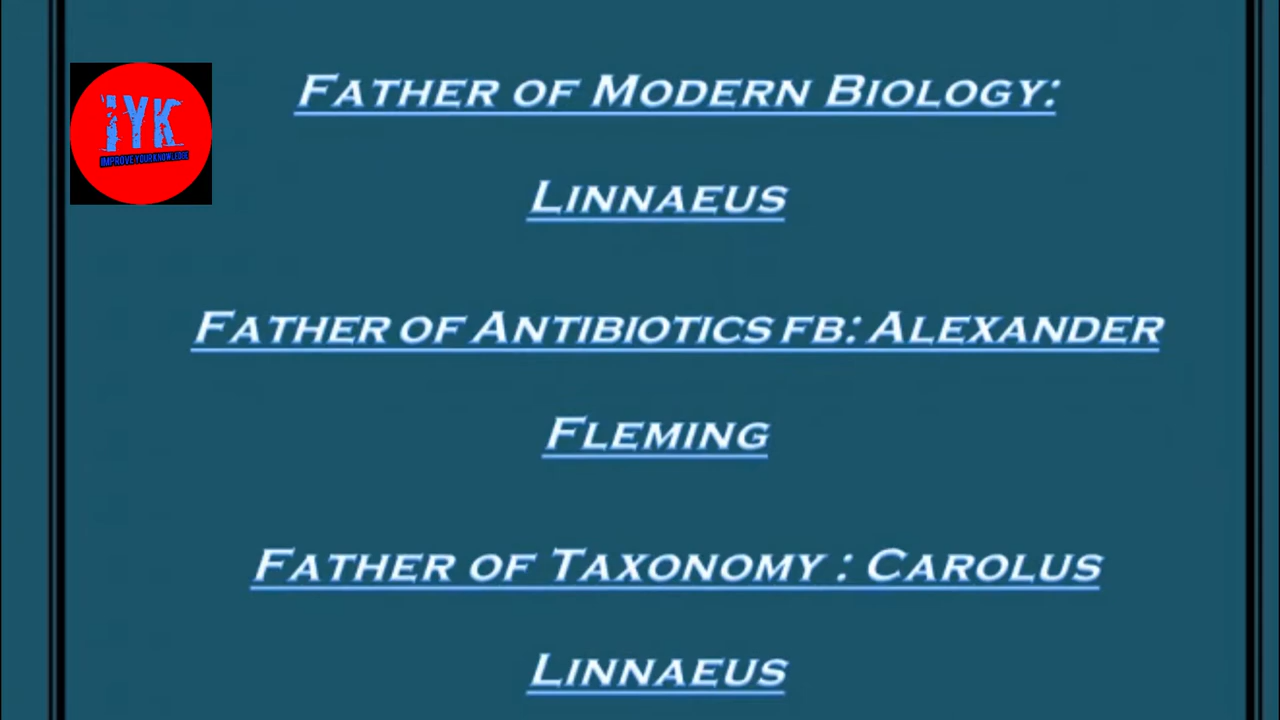 IYK
IMPROVE YOUR KNOWLEDGE
FATHER OF MODERN BIOLOGY:
LINNAEUS
FATHER OF ANTIBIOTICS FB: ALEXANDER
FLEMING
FATHER OF TAXONOMY : CAROLUS
LINNAEUS